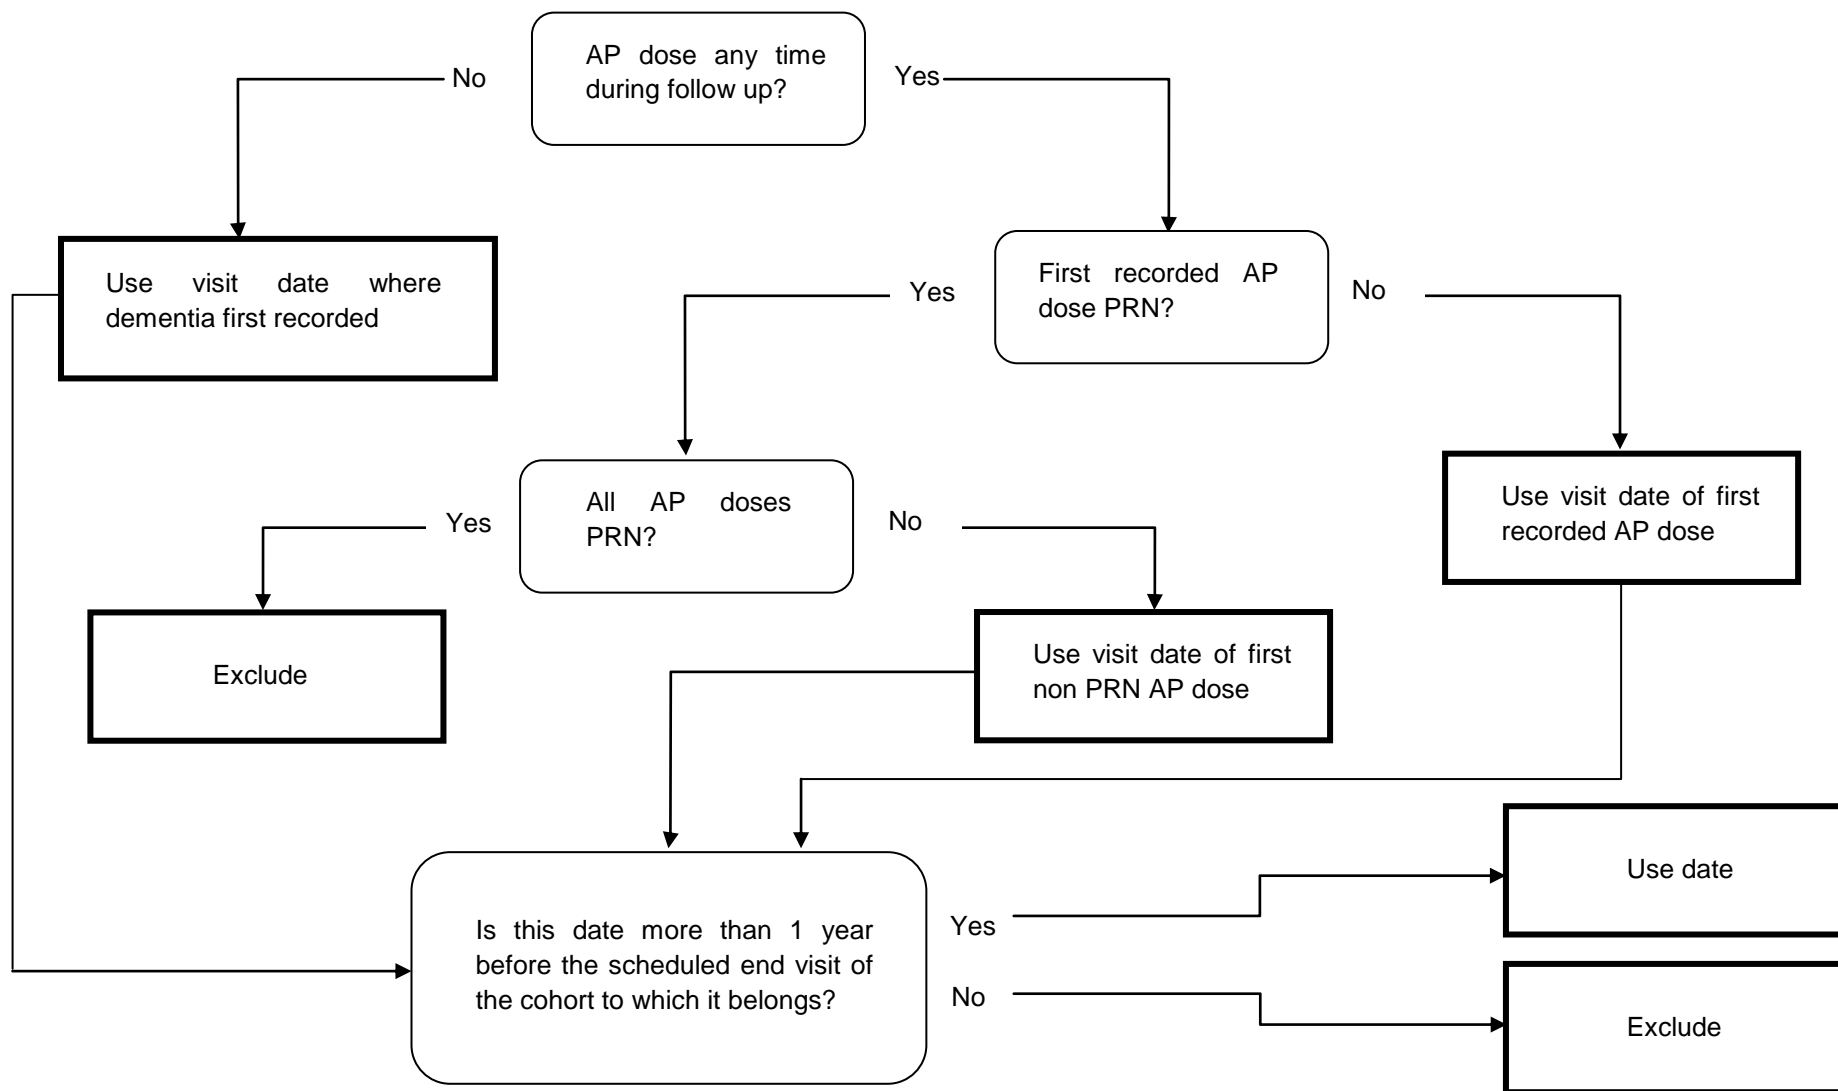 AP dose any time
during follow up?
No
Yes
Use visit date where
dementia first recorded
First recorded AP
dose PRN?
Yes
No
All AP doses
PRN?
Yes
No
Use visit date of first
recorded AP dose
Exclude
Use visit date of first
non PRN AP dose
Is this date more than 1 year
before the scheduled end visit of
the cohort to which it belongs?
Yes
No
Use date
Exclude